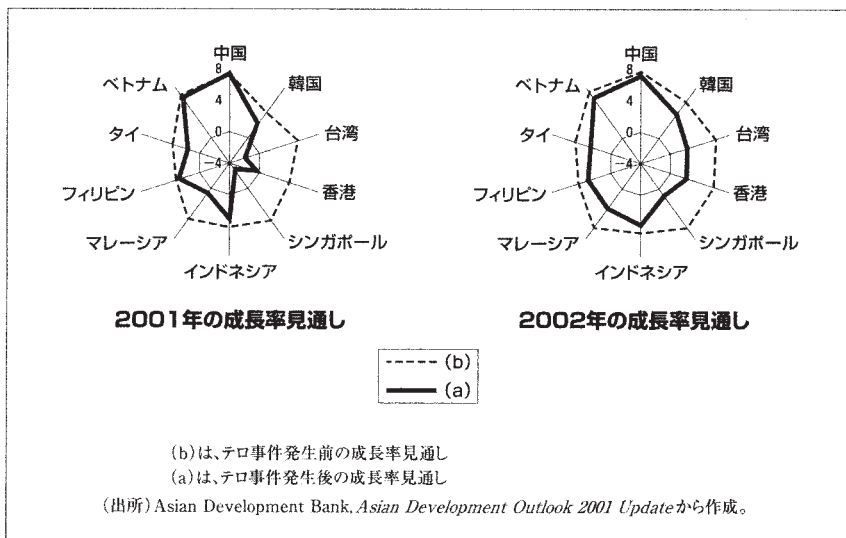 中国
8
4
0
−4
韓国
台湾
香港
シンガポール
インドネシア
マレーシア
フィリピン
タイ
ベトナム
2001年の成長率見通し
中国
8
4
0
−4
韓国
台湾
香港
シンガポール
インドネシア
マレーシア
フィリピン
タイ
ベトナム
2002年の成長率見通し
(b)
(a)
(b)は、テロ事件発生前の成長率見通し
(a)は、テロ事件発生後の成長率見通し
(出所) Asian Development Bank, Asian Development Outlook 2001 Updateから作成。